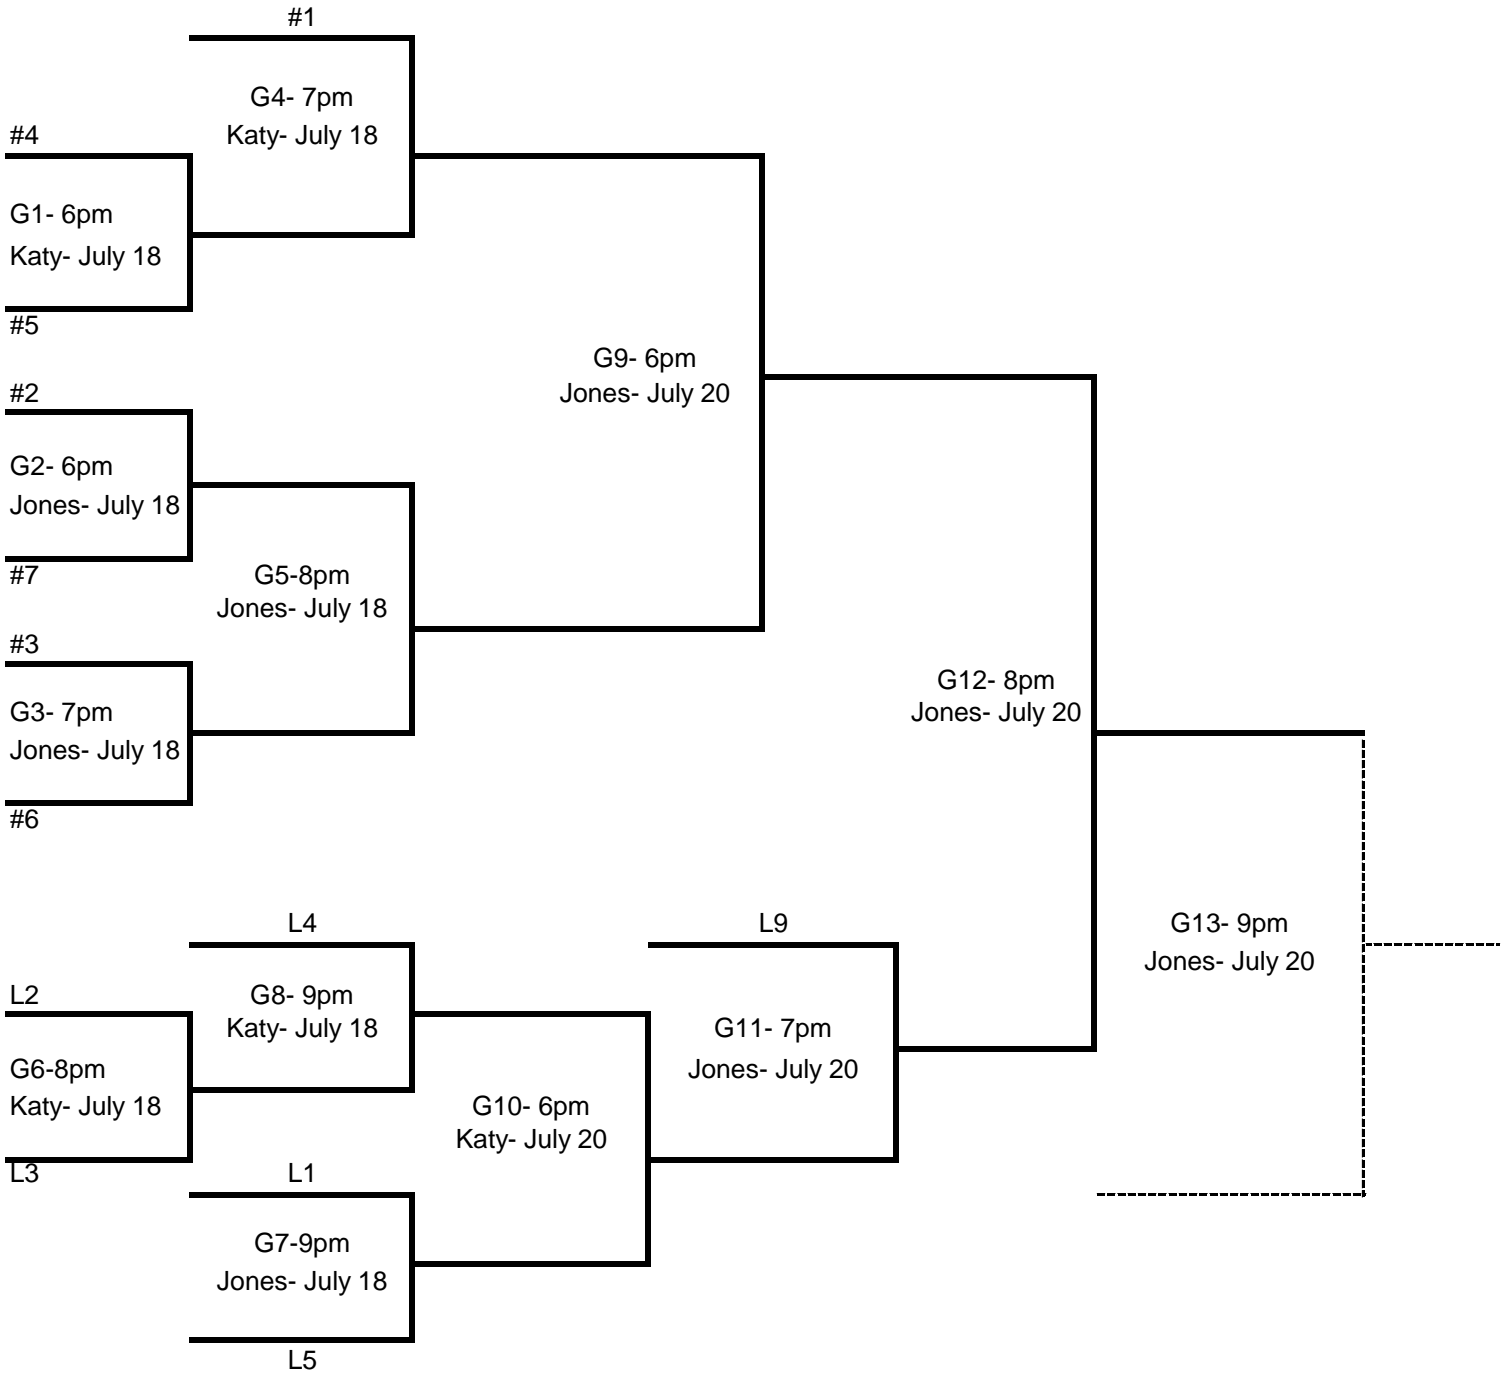 #1
G4- 7pm
Katy- July 18
#4
G1- 6pm
Katy- July 18
#5
#2
G2- 6pm
Jones- July 18
#7
G5-8pm
Jones- July 18
#3
G3- 7pm
Jones- July 18
#6
G9- 6pm
Jones- July 20
G12- 8pm
Jones- July 20
L4
G8- 9pm
Katy- July 18
L2
G6-8pm
Katy- July 18
L3
L1
G7-9pm
Jones- July 18
L5
G10- 6pm
Katy- July 20
L9
G11- 7pm
Jones- July 20
G13- 9pm
Jones- July 20